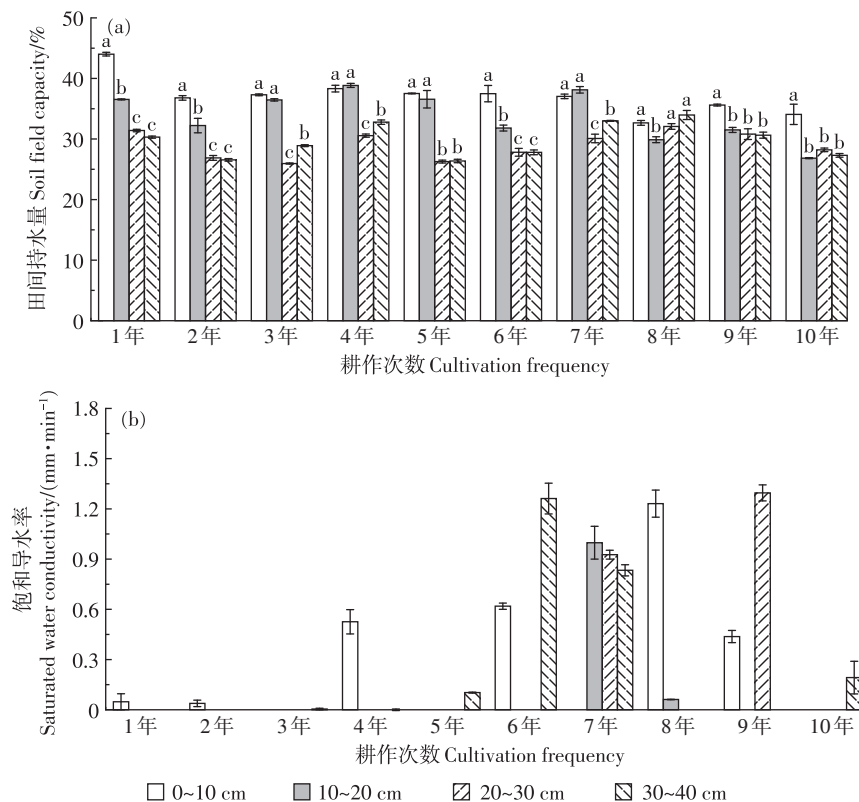 (a)
田间持水量 Soil field capacity/%
50
40
30
20
10
0
a b c c
a b c c
a a c b
a a c b
a a b b
a b c c
a a c b
a b a a
a b b b
a b b b
1年 2年 3年 4年 5年 6年 7年 8年 9年 10年
耕作次数 Cultivation frequency
(b)
饱和导水率
Saturated water conductivity/(mm·min⁻¹)
1.8
1.5
1.2
0.9
0.6
0.3
0
1年 2年 3年 4年 5年 6年 7年 8年 9年 10年
耕作次数 Cultivation frequency
0~10 cm 10~20 cm 20~30 cm 30~40 cm